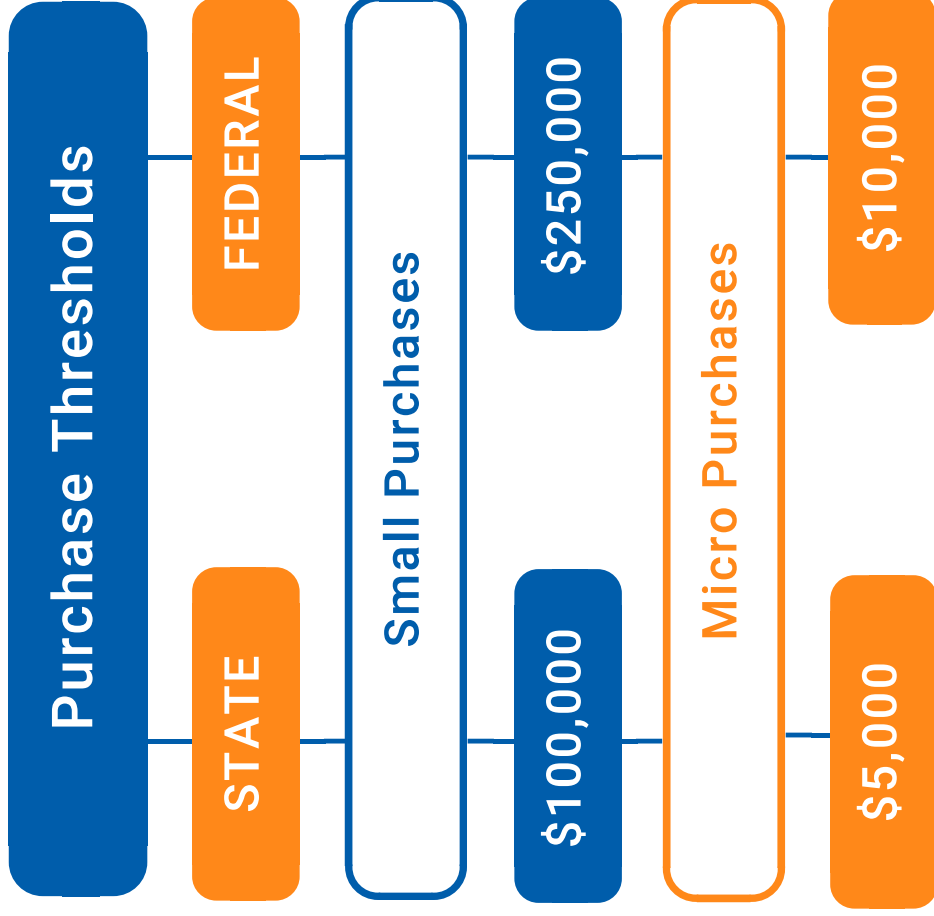 Purchase Thresholds
STATE
FEDERAL
Small Purchases
$100,000
$250,000
Micro Purchases
$5,000
$10,000